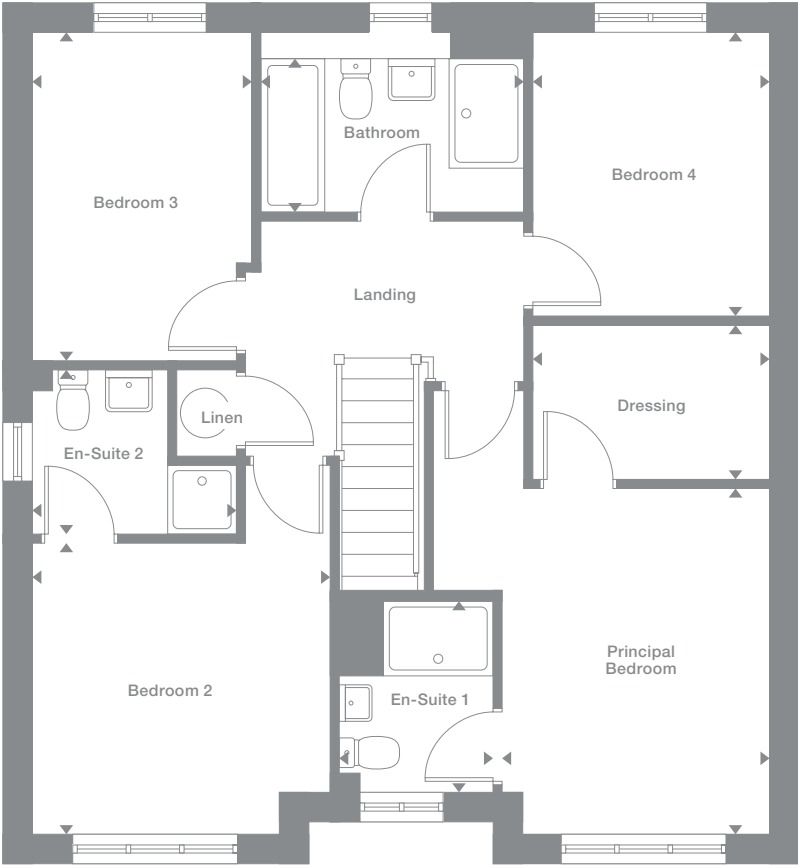 Bathroom
Bedroom 4
Bedroom 3
Landing
Dressing
Linen
En-Suite 2
Principal
Bedroom
Bedroom 2
En-Suite 1